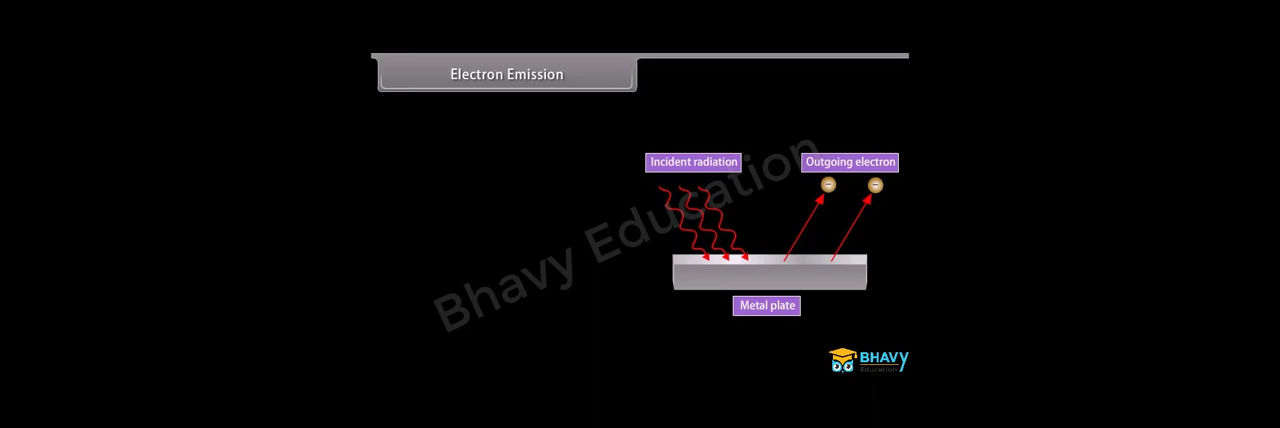 Electron Emission
Incident radiation
Outgoing electron
Bhavy Education
Metal plate
BHAVY
Education